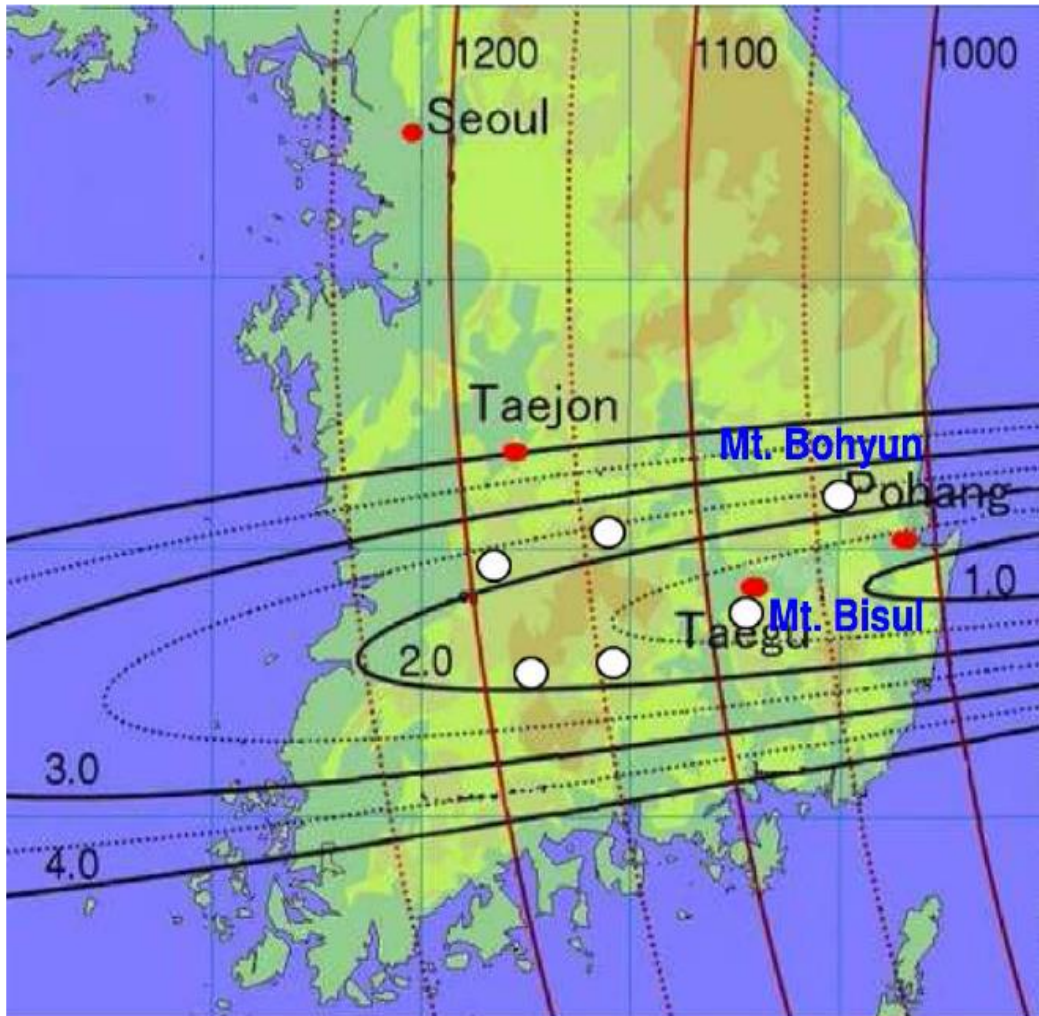 1200
1100
1000
Seoul
Taejon
Mt. Bohyun
Pohang
1.0
Mt. Bisul
Taegu
2.0
3.0
4.0